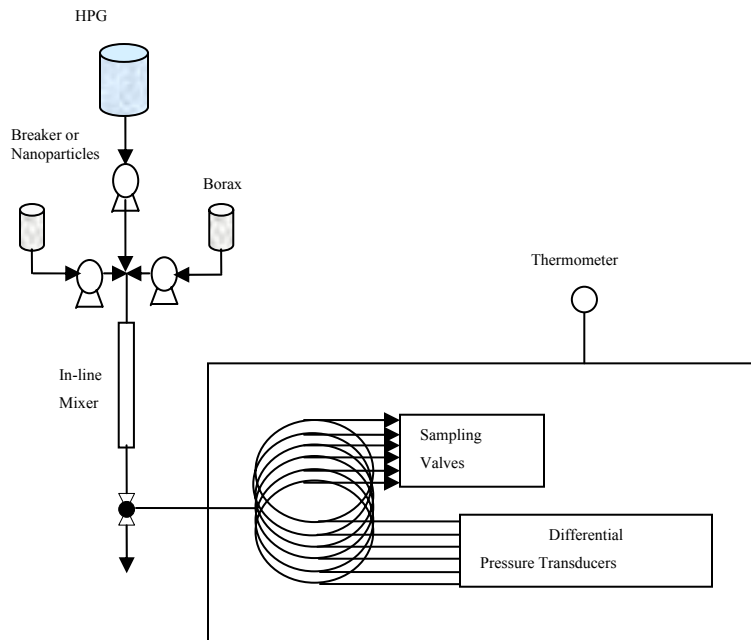 HPG
Breaker or
Nanoparticles
Borax
Thermometer
In-line
Mixer
Sampling
Valves
Differential
Pressure Transducers